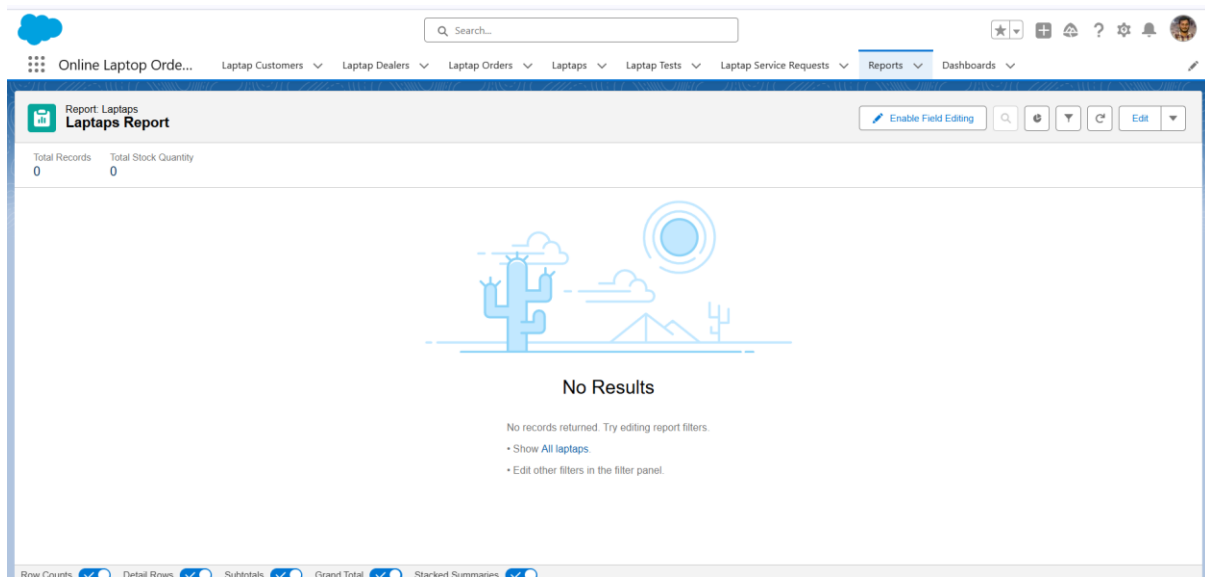 Search...
Online Laptop Orde... Laptap Customers Laptap Dealers Laptap Orders Laptaps Laptap Tests Laptap Service Requests Reports Dashboards
Report: Laptaps
Laptaps Report
Enable Field Editing Edit
Total Records Total Stock Quantity
0 0
No Results
No records returned. Try editing report filters.
• Show All laptaps.
• Edit other filters in the filter panel.
Row Counts Detail Rows Subtotals Grand Total Stacked Summaries